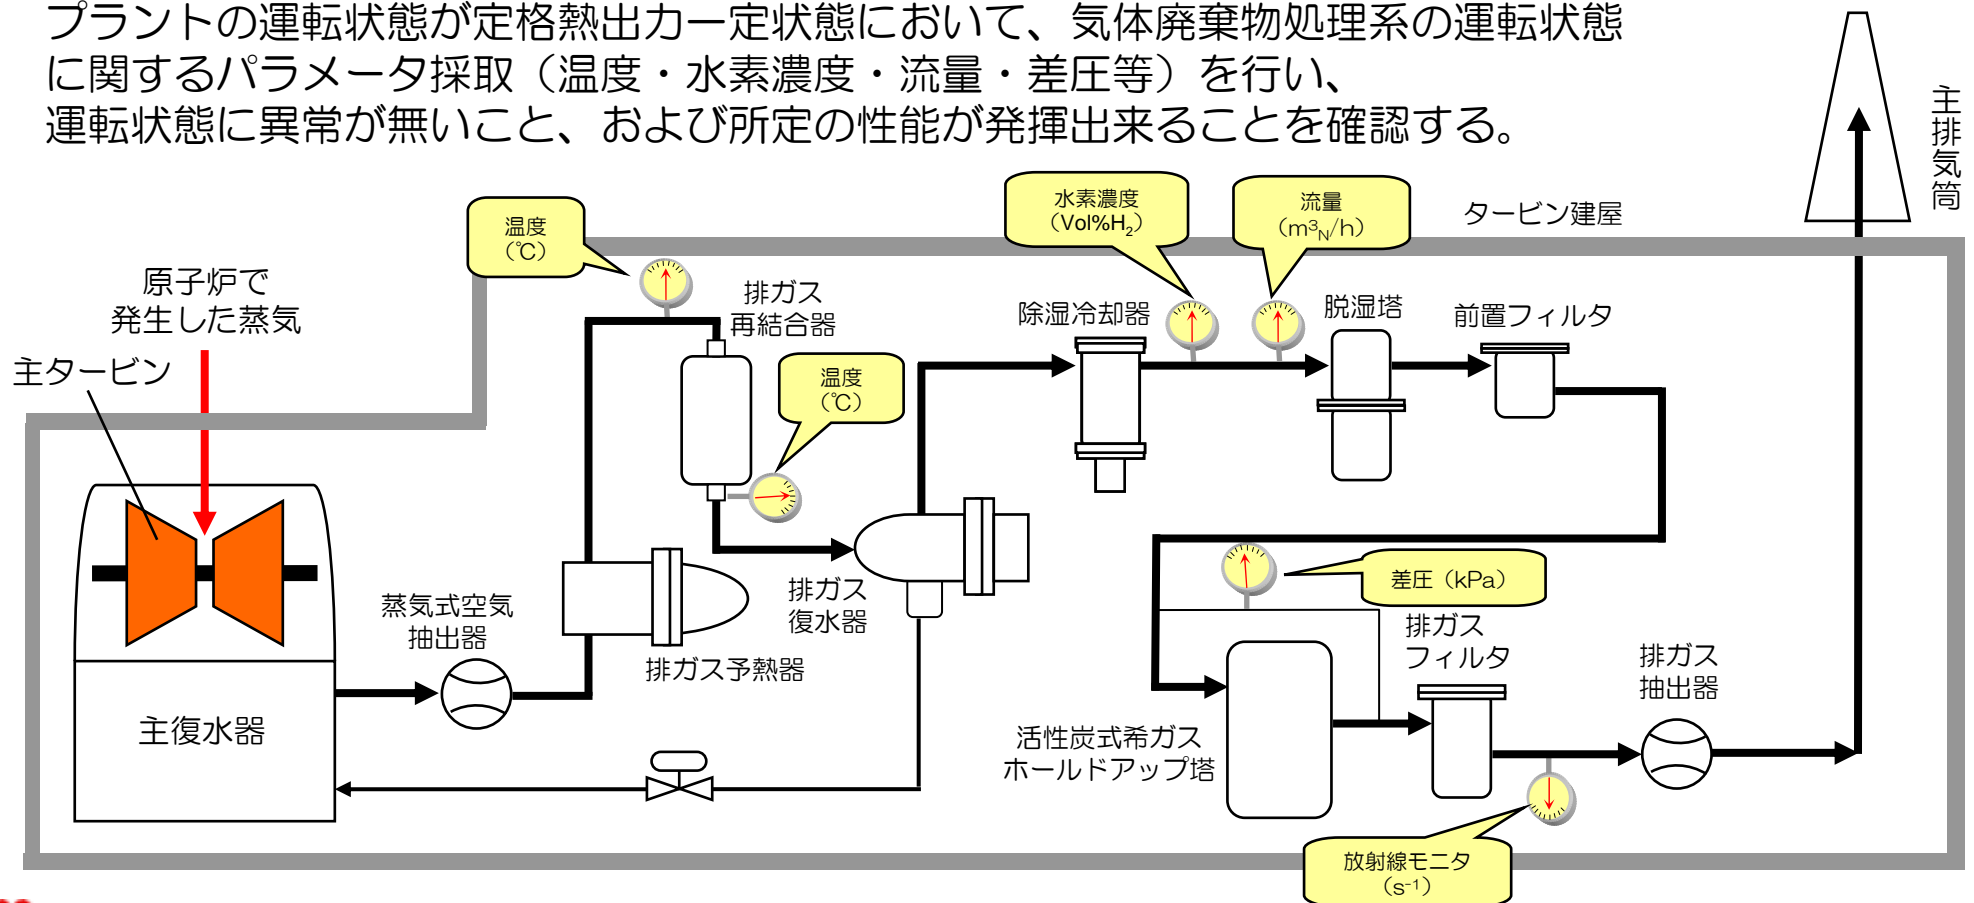 プラントの運転状態が定格熱出力一定状態において、気体廃棄物処理系の運転状態
に関するパラメータ採取（温度・水素濃度・流量・差圧等）を行い、
運転状態に異常が無いこと、および所定の性能が発揮出来ることを確認する。
主排気筒
タービン建屋
温度
（℃）
水素濃度
（Vol%H₂）
流量
（m³N/h）
原子炉で
発生した蒸気
主タービン
排ガス
再結合器
温度
（℃）
除湿冷却器
脱湿塔
前置フィルタ
蒸気式空気
抽出器
排ガス予熱器
排ガス
復水器
差圧（kPa）
排ガス
フィルタ
排ガス
抽出器
主復水器
活性炭式希ガス
ホールドアップ塔
放射線モニタ
（s⁻¹）